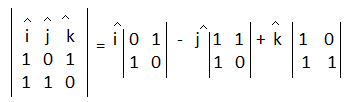 | î ĵ k̂ |
| 1 0 1 | = î | 0 1 | - ĵ | 1 1 | + k̂ | 1 0 |
| 1 1 0 | | 1 0 | | 1 0 | | 1 1 |